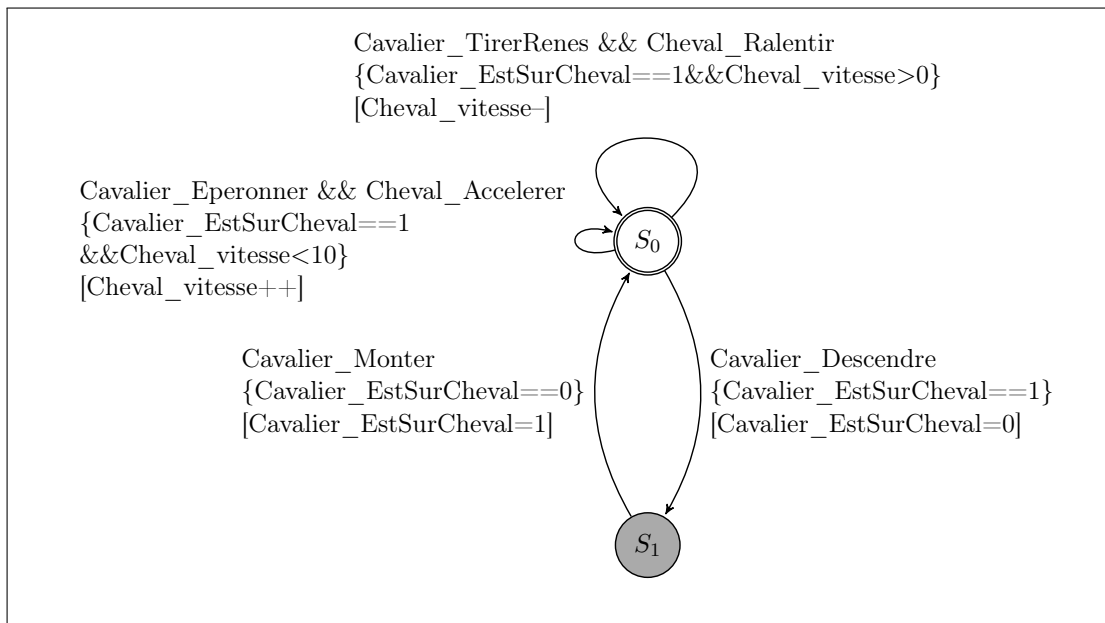 Cavalier_TirerRenes && Cheval_Ralentir
{Cavalier_EstSurCheval==1&&Cheval_vitesse>0}
[Cheval_vitesse–]
Cavalier_Eperonner && Cheval_Accelerer
{Cavalier_EstSurCheval==1
&&Cheval_vitesse<10}
[Cheval_vitesse++]
S0
Cavalier_Monter
{Cavalier_EstSurCheval==0}
[Cavalier_EstSurCheval=1]
Cavalier_Descendre
{Cavalier_EstSurCheval==1}
[Cavalier_EstSurCheval=0]
S1